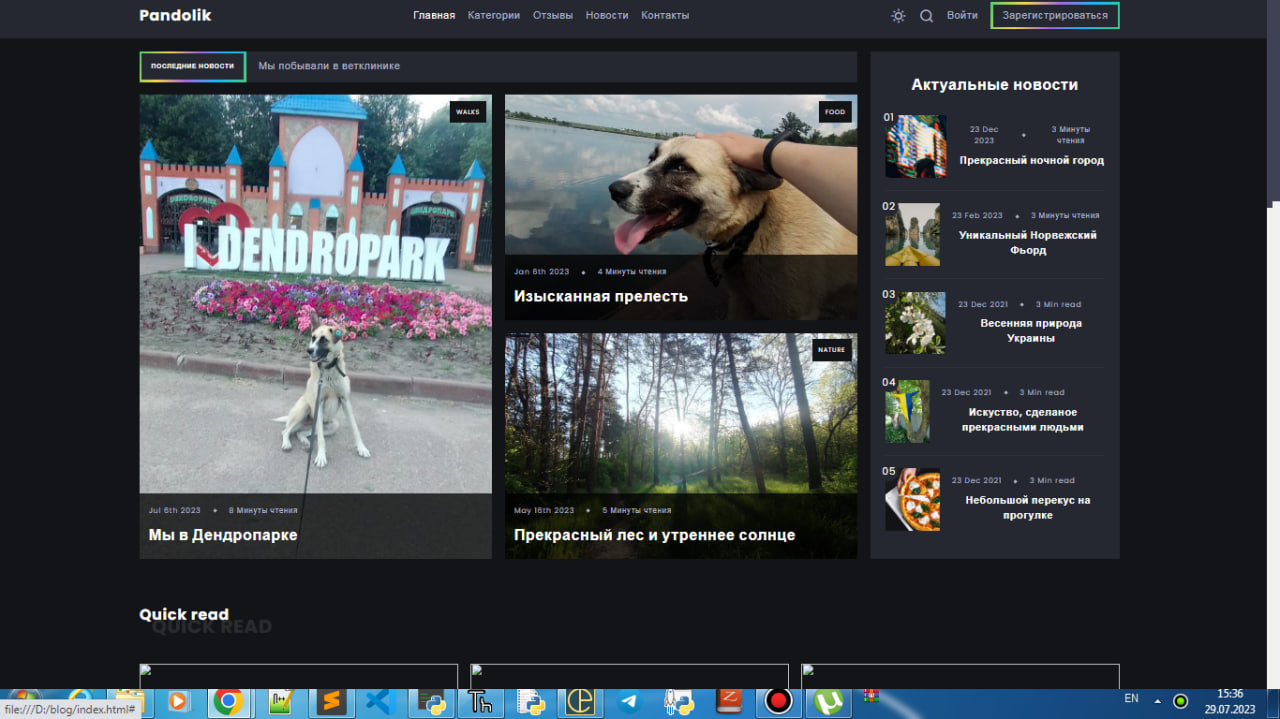 Pandolik
Главная Категории Отзывы Новости Контакты
Войти Зарегистрироваться
ПОСЛЕДНИЕ НОВОСТИ Мы побывали в ветклинике
WALKS
DENDROPARK
DENDROPARK
Jul 6th 2023 8 Минуты чтения
Мы в Дендропарке
FOOD
Jan 6th 2023 4 Минуты чтения
Изысканная прелесть
NATURE
May 16th 2023 5 Минуты чтения
Прекрасный лес и утреннее солнце
Актуальные новости
01
23 Dec
2023
3 Минуты
чтения
Прекрасный ночной город
02
23 Feb 2023 3 Минуты чтения
Уникальный Норвежский
Фьорд
03
23 Dec 2021 3 Min read
Весенняя природа
Украины
04
23 Dec 2021 3 Min read
Искуство, сделаное
прекрасными людьми
05
23 Dec 2021 3 Min read
Небольшой перекус на
прогулке
Quick read
QUICK READ
file:///D:/blog/index.html#
EN
15:36
29.07.2023